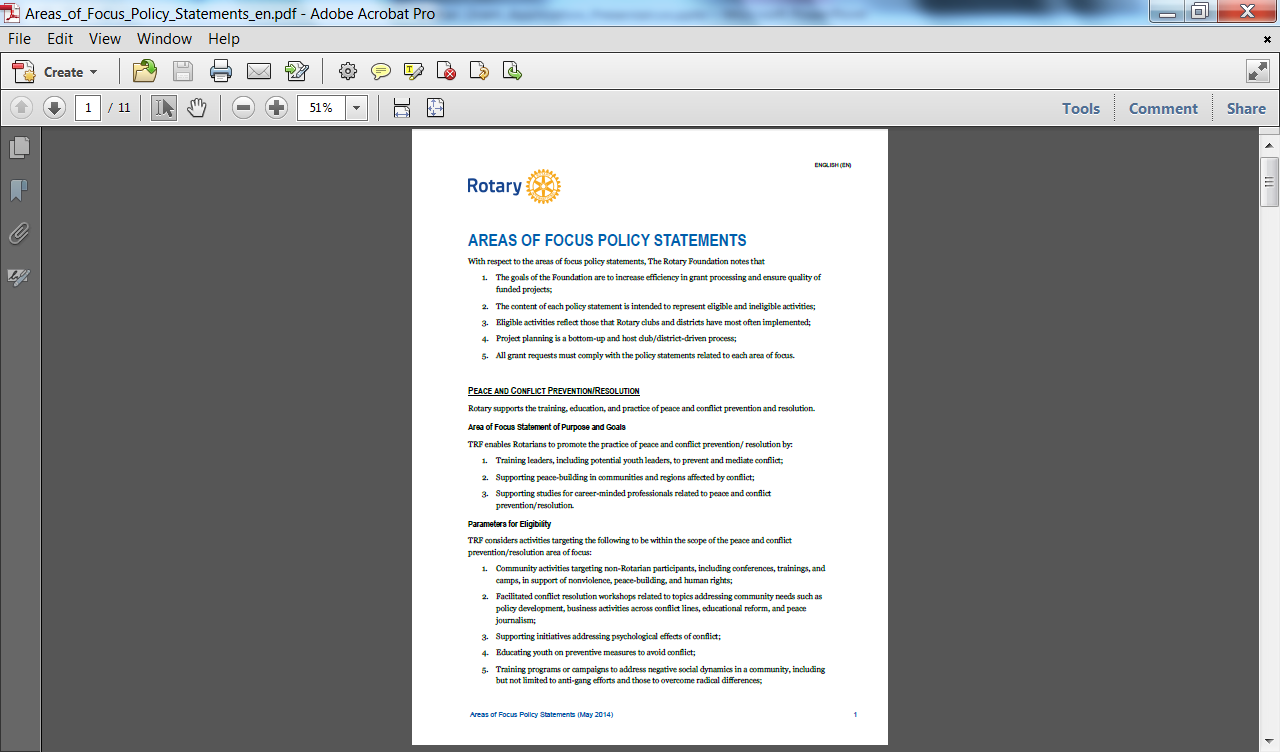 Areas_of_Focus_Policy_Statements_en.pdf - Adobe Acrobat Pro
File Edit View Window Help
Create
1 / 11 51% Tools Comment Share
ENGLISH (EN)
Rotary
AREAS OF FOCUS POLICY STATEMENTS
With respect to the areas of focus policy statements, The Rotary Foundation notes that
1. The goals of the Foundation are to increase efficiency in grant processing and ensure quality of
funded projects;
2. The content of each policy statement is intended to represent eligible and ineligible activities;
3. Eligible activities reflect those that Rotary clubs and districts have most often implemented;
4. Project planning is a bottom-up and host club/district-driven process;
5. All grant requests must comply with the policy statements related to each area of focus.
PEACE AND CONFLICT PREVENTION/RESOLUTION
Rotary supports the training, education, and practice of peace and conflict prevention and resolution.
Area of Focus Statement of Purpose and Goals
TRF enables Rotarians to promote the practice of peace and conflict prevention/ resolution by:
1. Training leaders, including potential youth leaders, to prevent and mediate conflict;
2. Supporting peace-building in communities and regions affected by conflict;
3. Supporting studies for career-minded professionals related to peace and conflict
prevention/resolution.
Parameters for Eligibility
TRF considers activities targeting the following to be within the scope of the peace and conflict
prevention/resolution area of focus:
1. Community activities targeting non-Rotarian participants, including conferences, trainings, and
camps, in support of nonviolence, peace-building, and human rights;
2. Facilitated conflict resolution workshops related to topics addressing community needs such as
policy development, business activities across conflict lines, educational reform, and peace
journalism;
3. Supporting initiatives addressing psychological effects of conflict;
4. Educating youth on preventive measures to avoid conflict;
5. Training programs or campaigns to address negative social dynamics in a community, including
but not limited to anti-gang efforts and those to overcome radical differences;
Areas of Focus Policy Statements (May 2014) 1